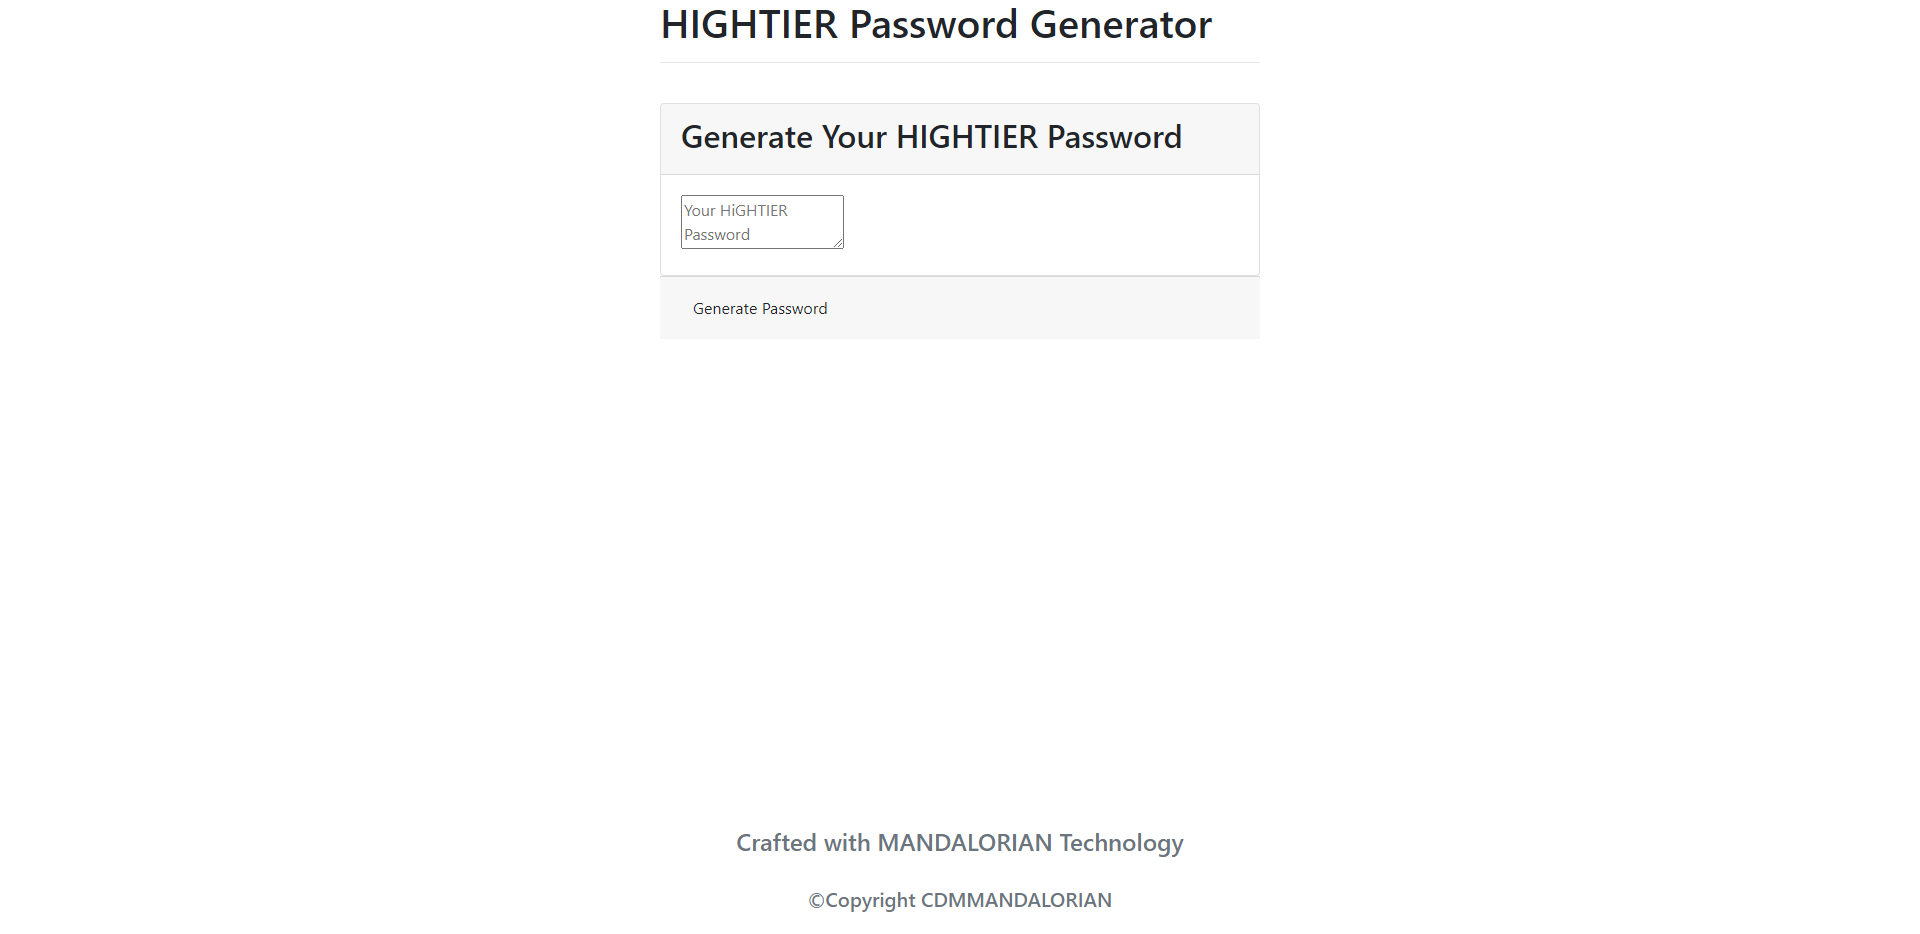 HIGHTIER Password Generator
Generate Your HIGHTIER Password
Your HiGHTIER
Password
Generate Password
Crafted with MANDALORIAN Technology
©Copyright CDMMANDALORIAN